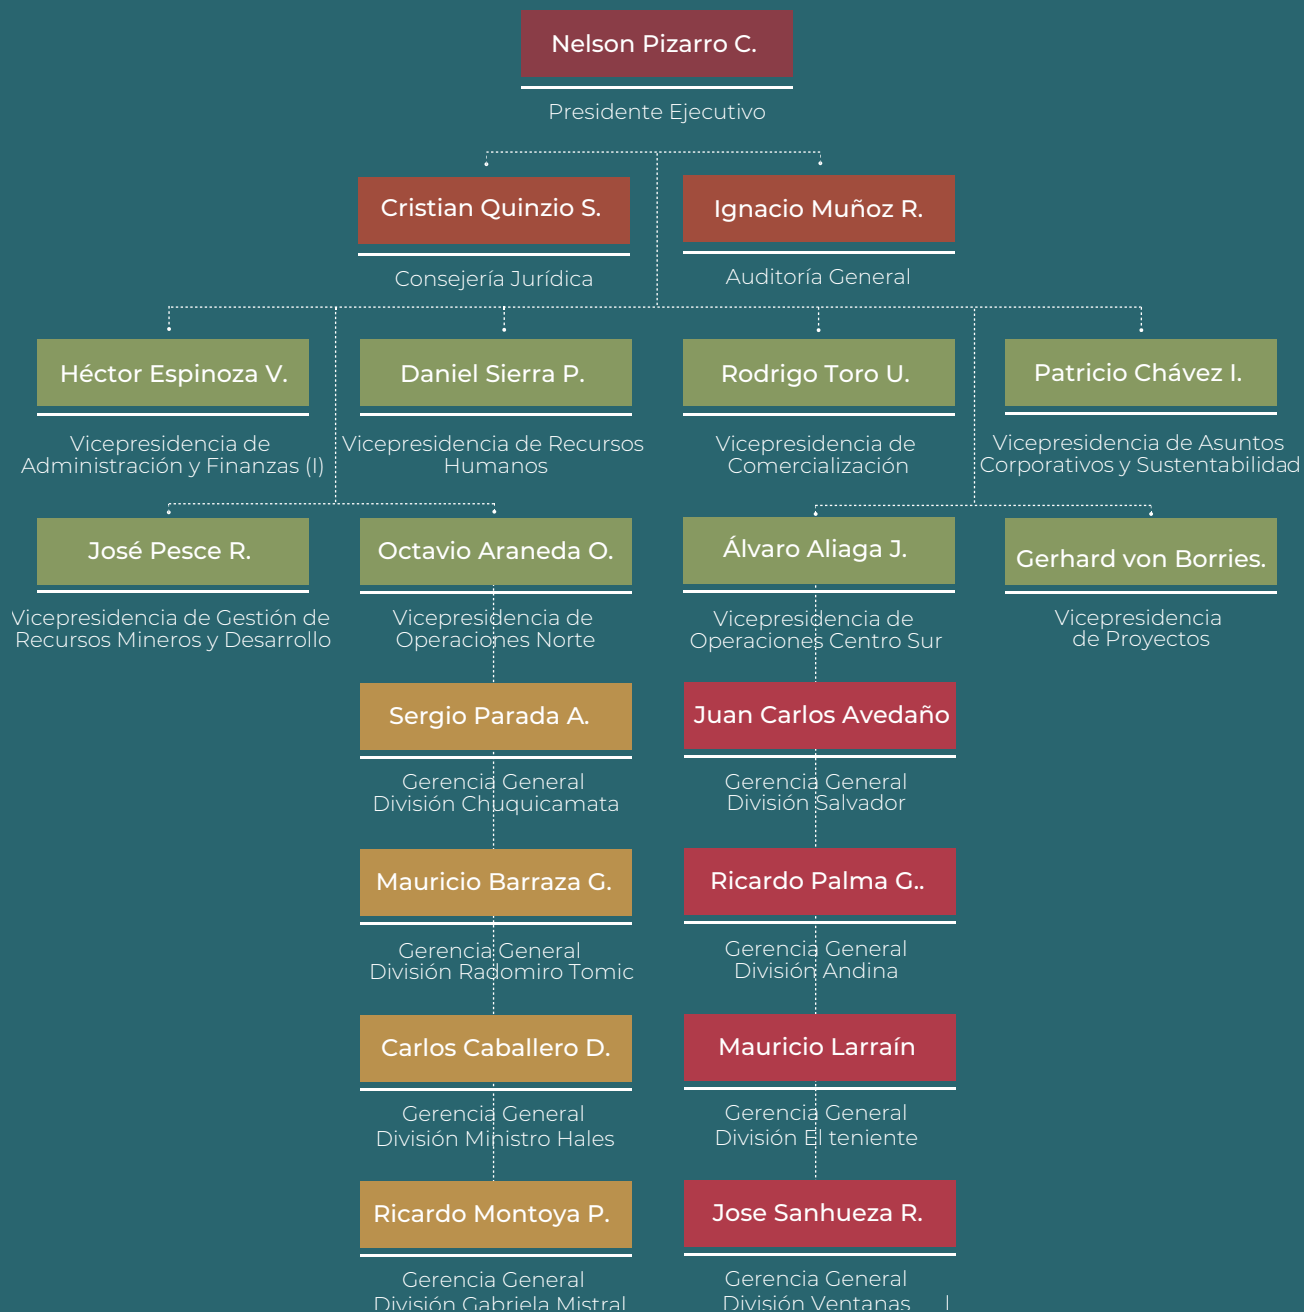 Nelson Pizarro C.
Presidente Ejecutivo
Cristian Quinzio S.
Consejería Jurídica
Ignacio Muñoz R.
Auditoría General
Héctor Espinoza V.
Vicepresidencia de
Administración y Finanzas (I)
Daniel Sierra P.
Vicepresidencia de Recursos
Humanos
Rodrigo Toro U.
Vicepresidencia de
Comercialización
Patricio Chávez I.
Vicepresidencia de Asuntos
Corporativos y Sustentabilidad
José Pesce R.
Vicepresidencia de Gestión de
Recursos Mineros y Desarrollo
Octavio Araneda O.
Vicepresidencia de
Operaciones Norte
Álvaro Aliaga J.
Vicepresidencia de
Operaciones Centro Sur
Gerhard von Borries.
Vicepresidencia
de Proyectos
Sergio Parada A.
Gerencia General
División Chuquicamata
Juan Carlos Avedaño
Gerencia General
División Salvador
Mauricio Barraza G.
Gerencia General
División Radomiro Tomic
Ricardo Palma G..
Gerencia General
División Andina
Carlos Caballero D.
Gerencia General
División Ministro Hales
Mauricio Larraín
Gerencia General
División El teniente
Ricardo Montoya P.
Gerencia General
División Gabriela Mistral
Jose Sanhueza R.
Gerencia General
División Ventanas